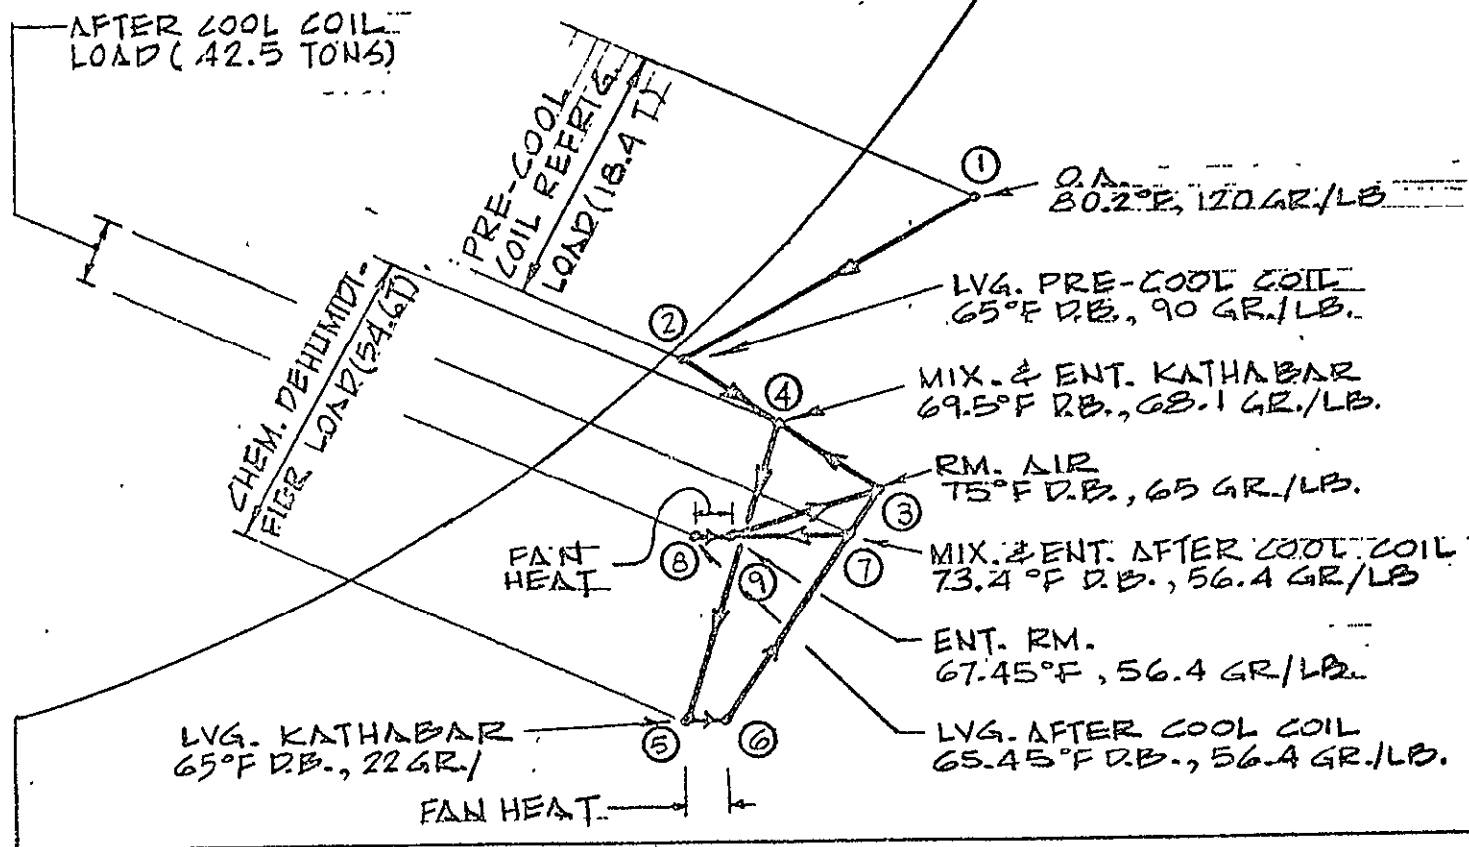 AFTER COOL COIL
LOAD (42.5 TONS)
PRE-COOL
COIL REFRIG.
LOAD (18.4 T)
①
O.A.
80.2°F, 120 GR./LB
LVG. PRE-COOL COIL
65°F D.B., 90 GR./LB.
②
MIX. & ENT. KATHABAR
69.5°F D.B., 68.1 GR./LB.
④
CHEM. DEHUMIDI-
FIER LOAD (54.6T)
RM. AIR
75°F D.B., 65 GR./LB.
③
FAN
HEAT
⑧
⑨
⑦
MIX. & ENT. AFTER COOL COIL
73.4°F D.B., 56.4 GR/LB
ENT. RM.
67.45°F, 56.4 GR/LB.
LVG. KATHABAR
65°F D.B., 22 GR./
⑤
⑥
LVG. AFTER COOL COIL
65.45°F D.B., 56.4 GR./LB.
FAN HEAT